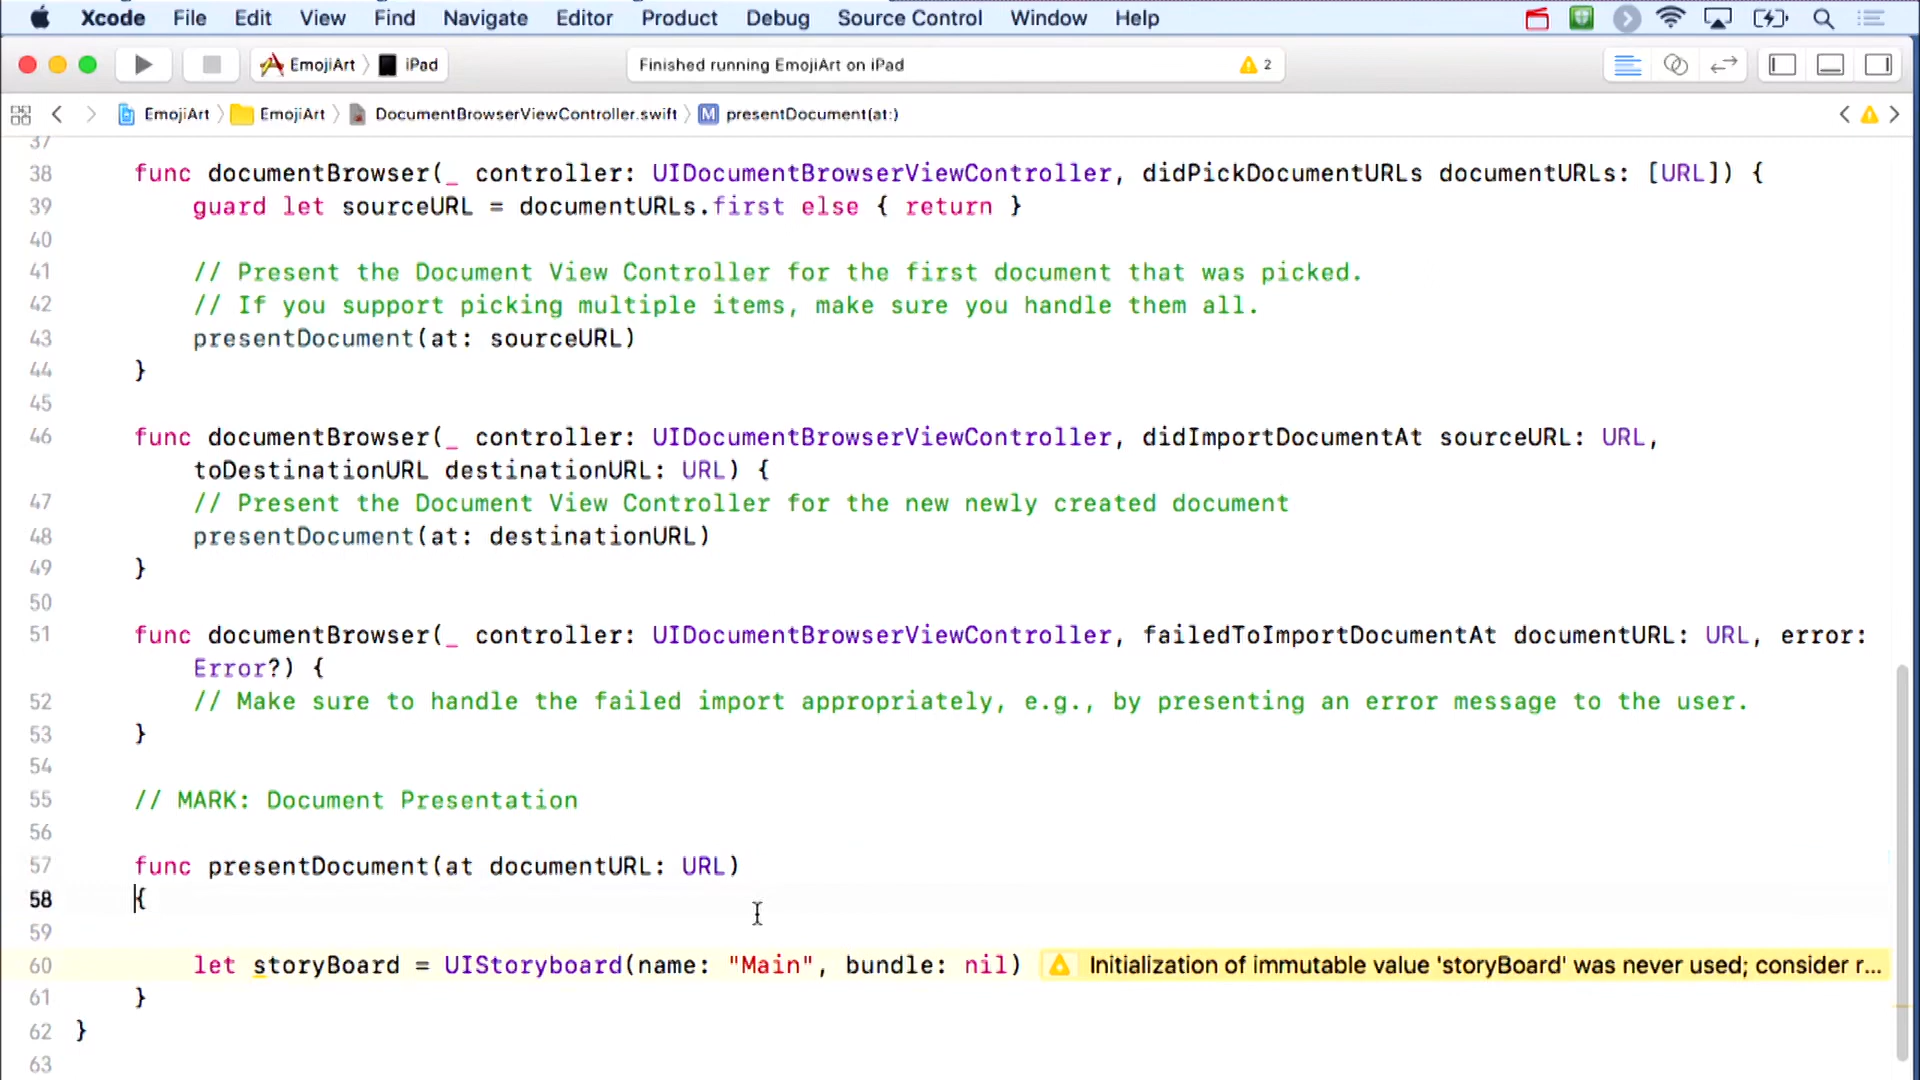 Xcode File Edit View Find Navigate Editor Product Debug Source Control Window Help
EmojiArt iPad Finished running EmojiArt on iPad 2
EmojiArt EmojiArt DocumentBrowserViewController.swift M presentDocument(at:)
37
38 func documentBrowser(_ controller: UIDocumentBrowserViewController, didPickDocumentURLs documentURLs: [URL]) {
39 guard let sourceURL = documentURLs.first else { return }
40
41 // Present the Document View Controller for the first document that was picked.
42 // If you support picking multiple items, make sure you handle them all.
43 presentDocument(at: sourceURL)
44 }
45
46 func documentBrowser(_ controller: UIDocumentBrowserViewController, didImportDocumentAt sourceURL: URL,
toDestinationURL destinationURL: URL) {
47 // Present the Document View Controller for the new newly created document
48 presentDocument(at: destinationURL)
49 }
50
51 func documentBrowser(_ controller: UIDocumentBrowserViewController, failedToImportDocumentAt documentURL: URL, error:
Error?) {
52 // Make sure to handle the failed import appropriately, e.g., by presenting an error message to the user.
53 }
54
55 // MARK: Document Presentation
56
57 func presentDocument(at documentURL: URL)
58 {
59
60 let storyBoard = UIStoryboard(name: "Main", bundle: nil) Initialization of immutable value 'storyBoard' was never used; consider r...
61 }
62 }
63